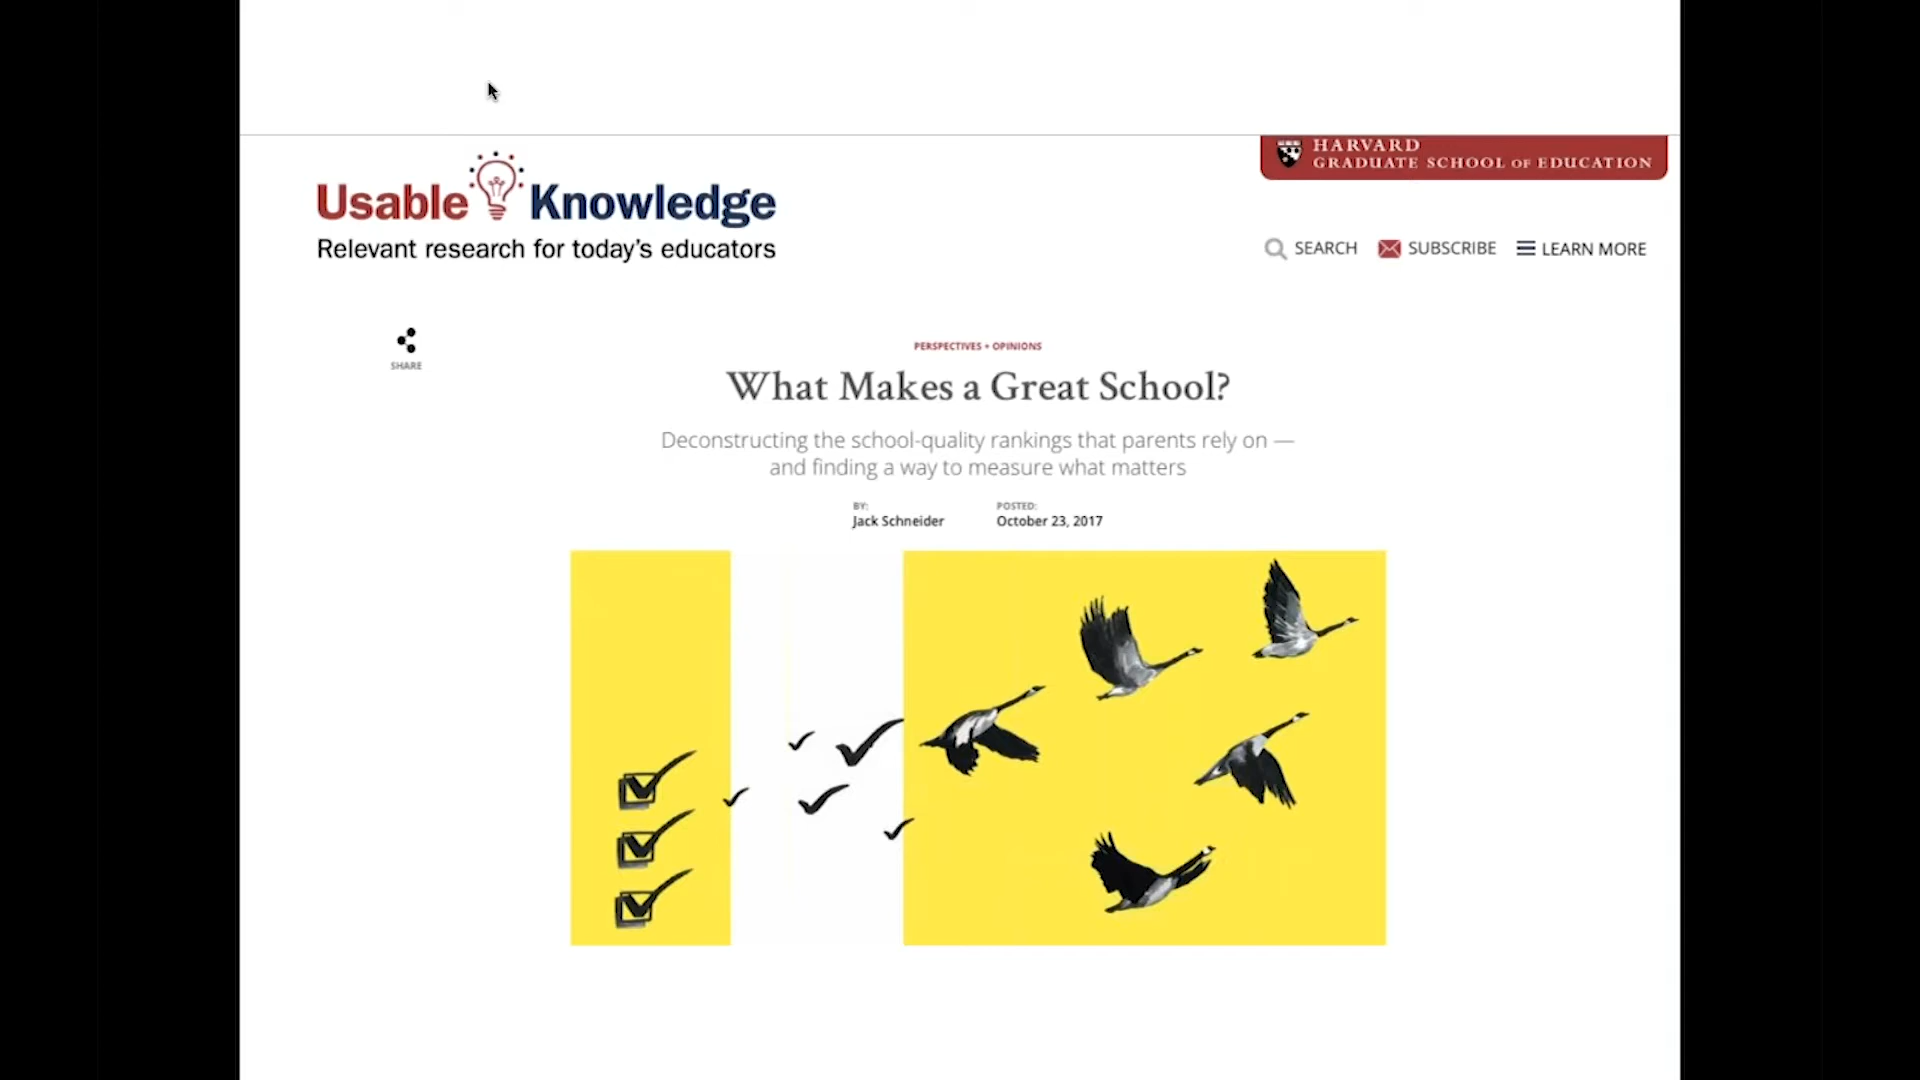 HARVARD
GRADUATE SCHOOL OF EDUCATION
Usable Knowledge
Relevant research for today's educators
SEARCH SUBSCRIBE LEARN MORE
SHARE
PERSPECTIVES + OPINIONS
What Makes a Great School?
Deconstructing the school-quality rankings that parents rely on —
and finding a way to measure what matters
BY: POSTED:
Jack Schneider October 23, 2017